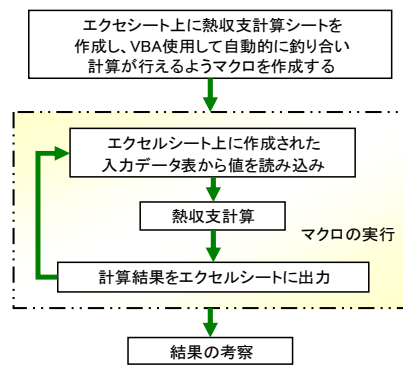 エクセシート上に熱収支計算シートを
作成し、VBA使用して自動的に釣り合い
計算が行えるようマクロを作成する
エクセルシート上に作成された
入力データ表から値を読み込み
熱収支計算
マクロの実行
計算結果をエクセルシートに出力
結果の考察